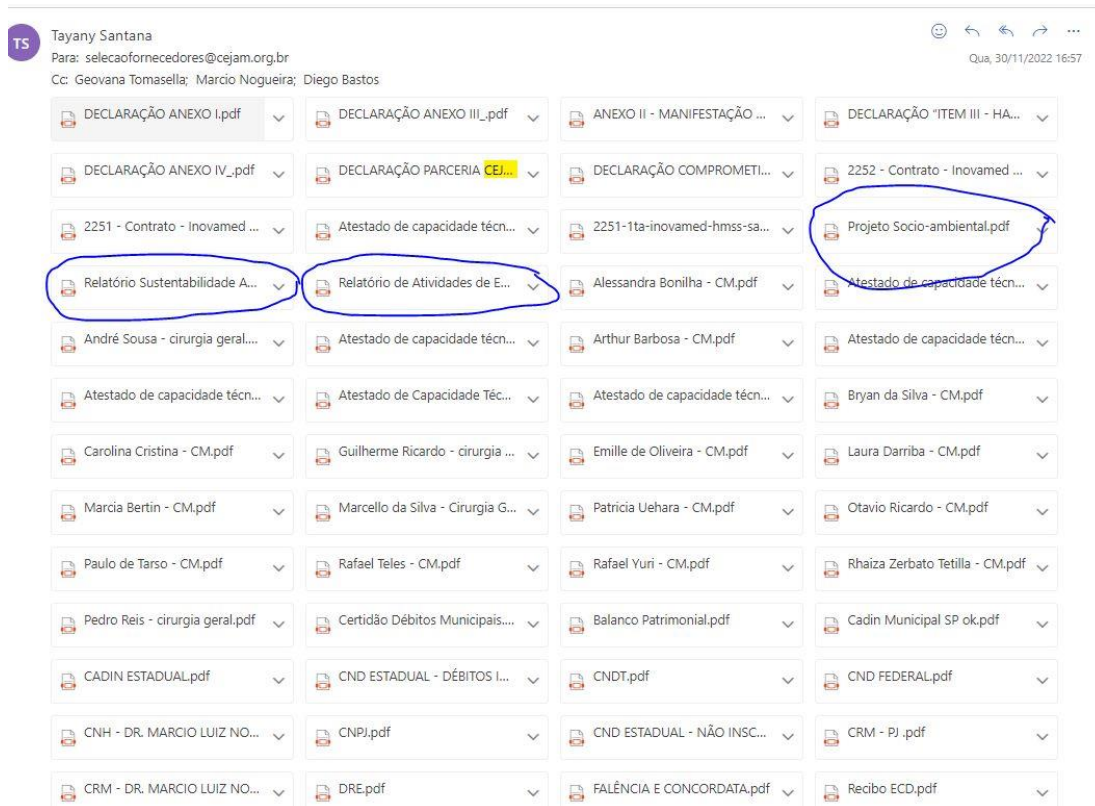 TS
Tayany Santana
Para: selecaofornecedores@cejam.org.br
Qua, 30/11/2022 16:57
Cc: Geovana Tomasella; Marcio Nogueira; Diego Bastos
DECLARAÇÃO ANEXO I.pdf
DECLARAÇÃO ANEXO III_.pdf
ANEXO II - MANIFESTAÇÃO ...
DECLARAÇÃO "ITEM III - HA...
DECLARAÇÃO ANEXO IV_.pdf
DECLARAÇÃO PARCERIA CEJ...
DECLARAÇÃO COMPROMETI...
2252 - Contrato - Inovamed ...
2251 - Contrato - Inovamed ...
Atestado de capacidade técn...
2251-1ta-inovamed-hmss-sa...
Projeto Socio-ambiental.pdf
Relatório Sustentabilidade A...
Relatório de Atividades de E...
Alessandra Bonilha - CM.pdf
Atestado de capacidade técn...
André Sousa - cirurgia geral....
Atestado de capacidade técn...
Arthur Barbosa - CM.pdf
Atestado de capacidade técn...
Atestado de capacidade técn...
Atestado de Capacidade Téc...
Atestado de capacidade técn...
Bryan da Silva - CM.pdf
Carolina Cristina - CM.pdf
Guilherme Ricardo - cirurgia ...
Emille de Oliveira - CM.pdf
Laura Darriba - CM.pdf
Marcia Bertin - CM.pdf
Marcello da Silva - Cirurgia G...
Patricia Uehara - CM.pdf
Otavio Ricardo - CM.pdf
Paulo de Tarso - CM.pdf
Rafael Teles - CM.pdf
Rafael Yuri - CM.pdf
Rhaiza Zerbato Tetilla - CM.pdf
Pedro Reis - cirurgia geral.pdf
Certidão Débitos Municipais....
Balanco Patrimonial.pdf
Cadin Municipal SP ok.pdf
CADIN ESTADUAL.pdf
CND ESTADUAL - DÉBITOS I...
CNDT.pdf
CND FEDERAL.pdf
CNH - DR. MARCIO LUIZ NO...
CNPJ.pdf
CND ESTADUAL - NÃO INSC...
CRM - PJ .pdf
CRM - DR. MARCIO LUIZ NO...
DRE.pdf
FALÊNCIA E CONCORDATA.pdf
Recibo ECD.pdf